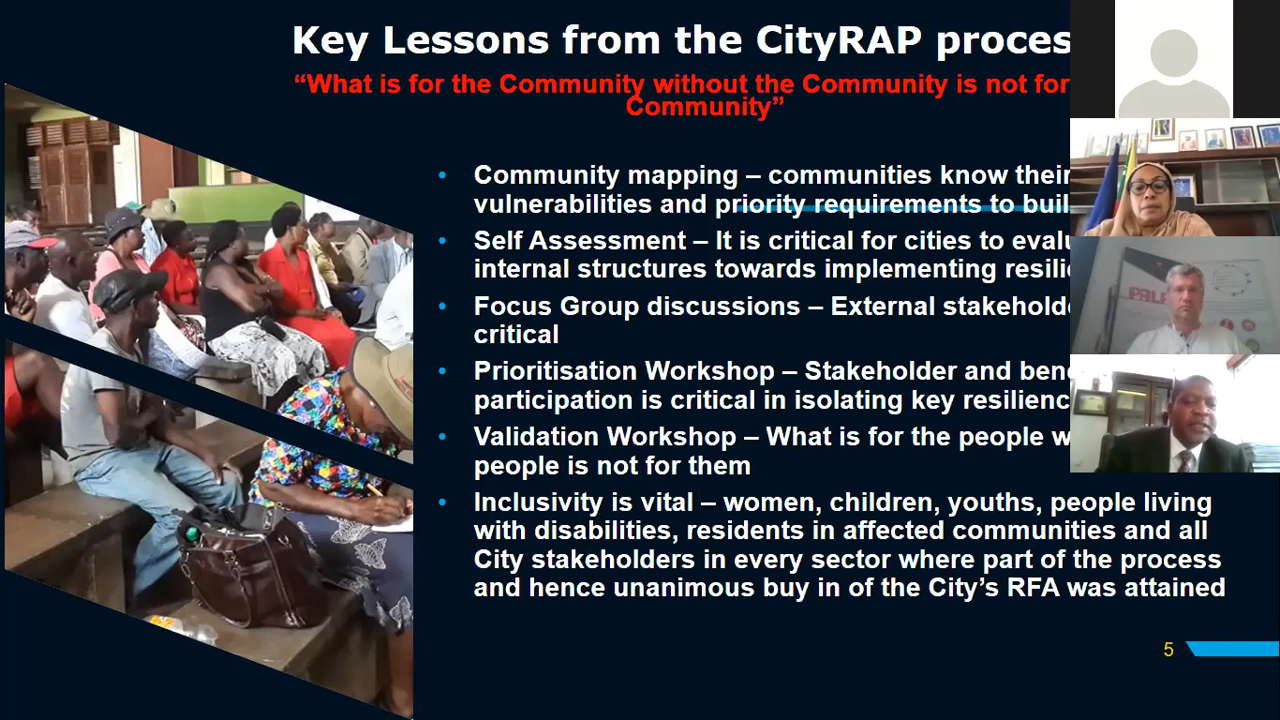 Key Lessons from the CityRAP proces
“What is for the Community without the Community is not for
Community”
• Community mapping – communities know their
vulnerabilities and priority requirements to buil
• Self Assessment – It is critical for cities to evalu
internal structures towards implementing resili
• Focus Group discussions – External stakeholde
critical
• Prioritisation Workshop – Stakeholder and bene
participation is critical in isolating key resilienc
• Validation Workshop – What is for the people w
people is not for them
• Inclusivity is vital – women, children, youths, people living
with disabilities, residents in affected communities and all
City stakeholders in every sector where part of the process
and hence unanimous buy in of the City’s RFA was attained
5